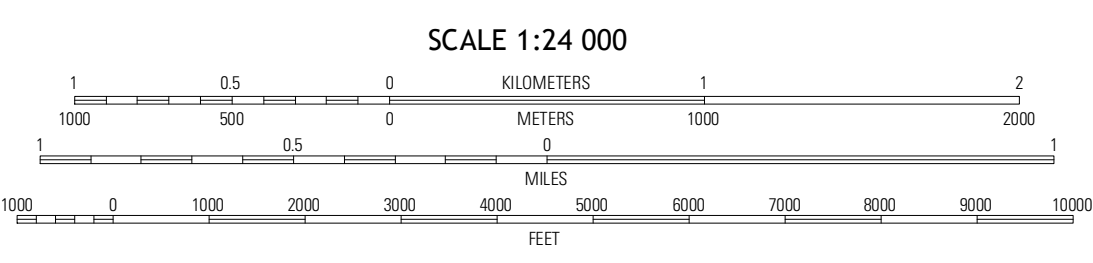 SCALE 1:24 000
1 0.5 0 KILOMETERS 1 2
1000 500 0 METERS 1000 2000
1 0.5 0 1
MILES
1000 0 1000 2000 3000 4000 5000 6000 7000 8000 9000 10000
FEET